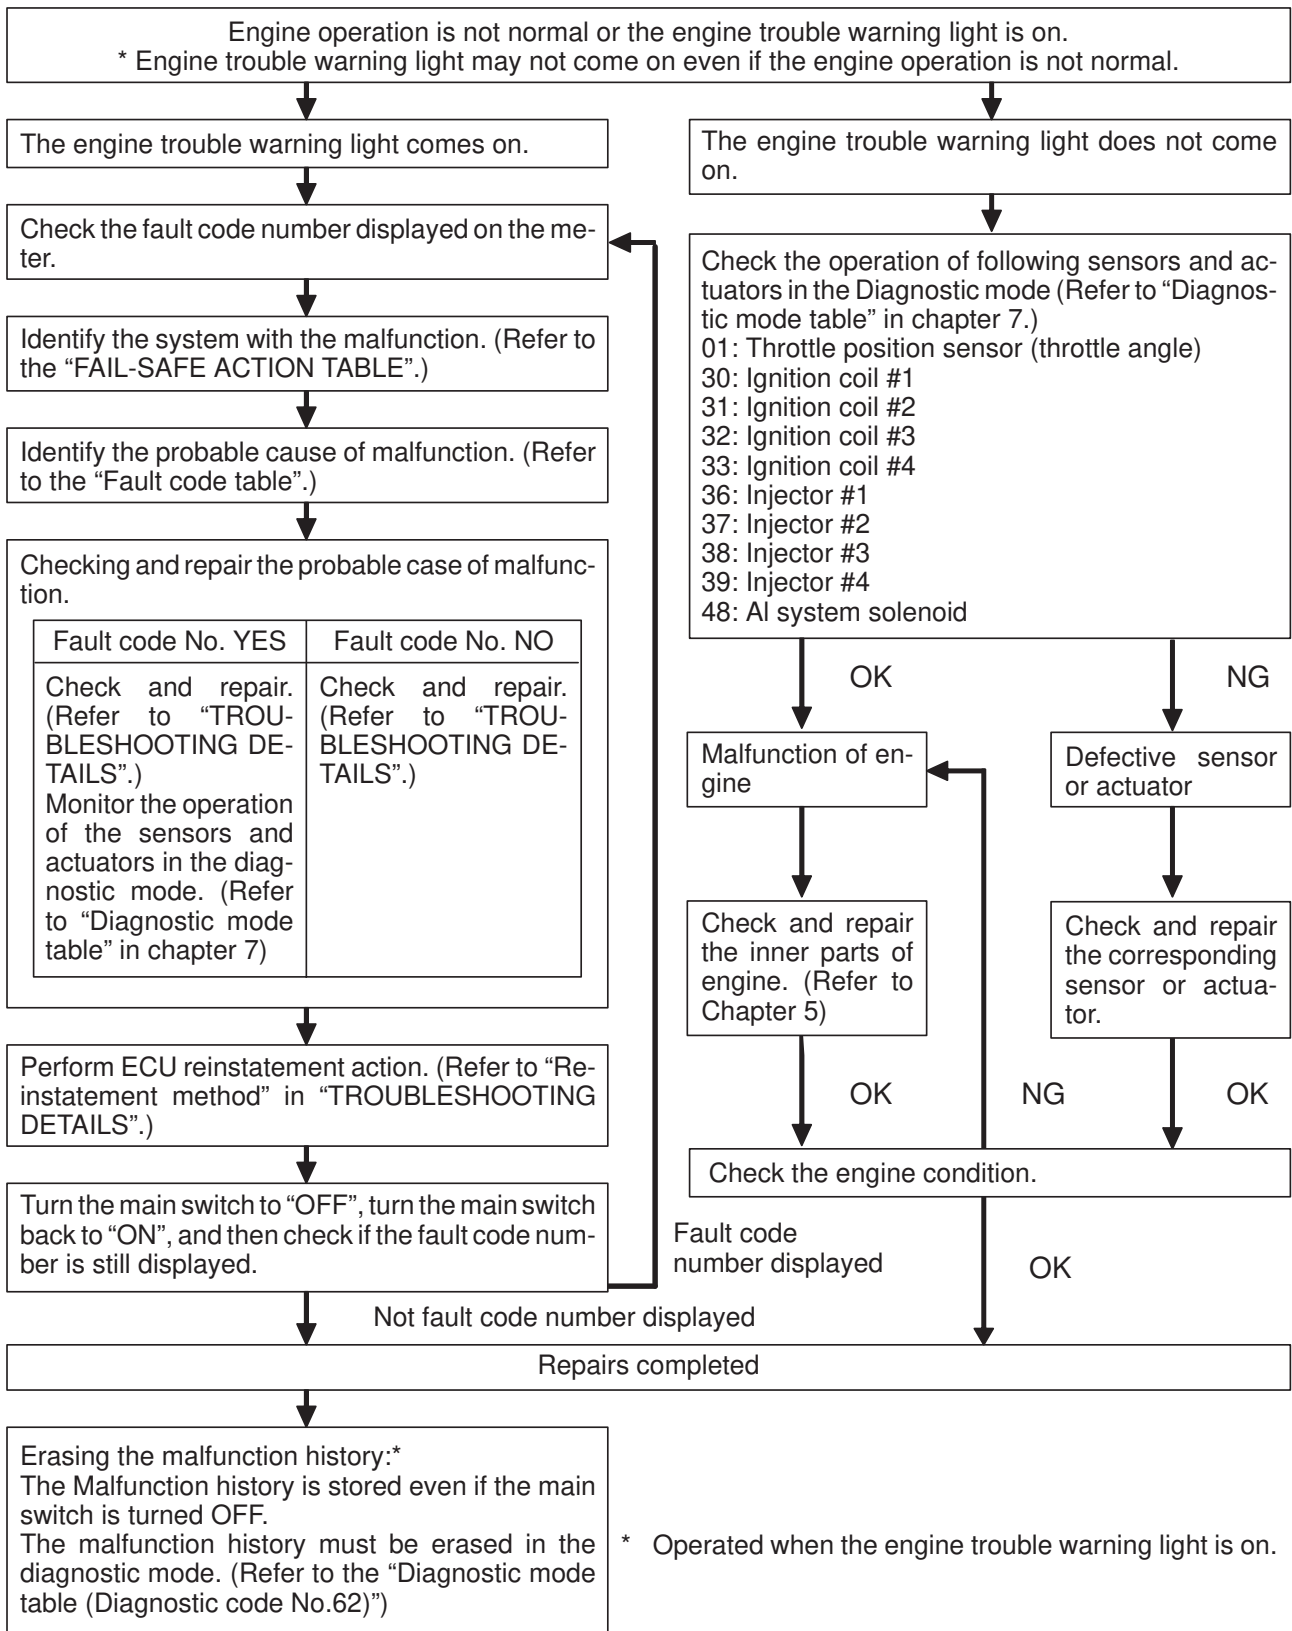 Engine operation is not normal or the engine trouble warning light is on.
* Engine trouble warning light may not come on even if the engine operation is not normal.
The engine trouble warning light comes on.
Check the fault code number displayed on the me-
ter.
Identify the system with the malfunction. (Refer to
the “FAIL-SAFE ACTION TABLE”.)
Identify the probable cause of malfunction. (Refer
to the “Fault code table”.)
Checking and repair the probable case of malfunc-
tion.
Fault code No. YES
Check and repair.
(Refer to “TROU-
BLESHOOTING DE-
TAILS”.)
Monitor the operation
of the sensors and
actuators in the diag-
nostic mode. (Refer
to “Diagnostic mode
table” in chapter 7)
Fault code No. NO
Check and repair.
(Refer to “TROU-
BLESHOOTING DE-
TAILS”.)
Perform ECU reinstatement action. (Refer to “Re-
instatement method” in “TROUBLESHOOTING
DETAILS”.)
Turn the main switch to “OFF”, turn the main switch
back to “ON”, and then check if the fault code num-
ber is still displayed.
Fault code
number displayed
Not fault code number displayed
The engine trouble warning light does not come
on.
Check the operation of following sensors and ac-
tuators in the Diagnostic mode (Refer to “Diagnos-
tic mode table” in chapter 7.)
01: Throttle position sensor (throttle angle)
30: Ignition coil #1
31: Ignition coil #2
32: Ignition coil #3
33: Ignition coil #4
36: Injector #1
37: Injector #2
38: Injector #3
39: Injector #4
48: AI system solenoid
OK
NG
Malfunction of en-
gine
Defective sensor
or actuator
Check and repair
the inner parts of
engine. (Refer to
Chapter 5)
Check and repair
the corresponding
sensor or actua-
tor.
OK
NG
OK
Check the engine condition.
OK
Repairs completed
Erasing the malfunction history:*
The Malfunction history is stored even if the main
switch is turned OFF.
The malfunction history must be erased in the
diagnostic mode. (Refer to the “Diagnostic mode
table (Diagnostic code No.62)”)
* Operated when the engine trouble warning light is on.